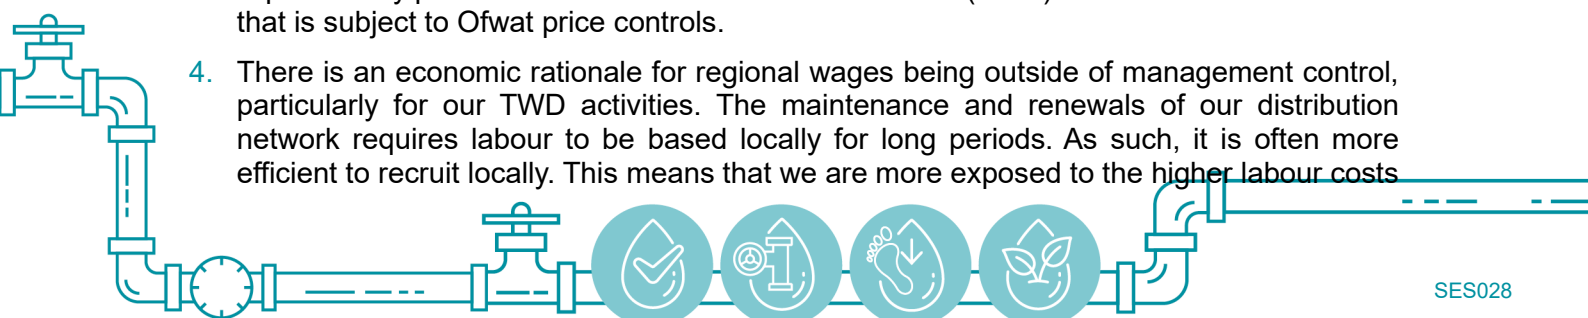 that is subject to Ofwat price controls.
4. There is an economic rationale for regional wages being outside of management control,
particularly for our TWD activities. The maintenance and renewals of our distribution
network requires labour to be based locally for long periods. As such, it is often more
efficient to recruit locally. This means that we are more exposed to the higher labour costs
SES028